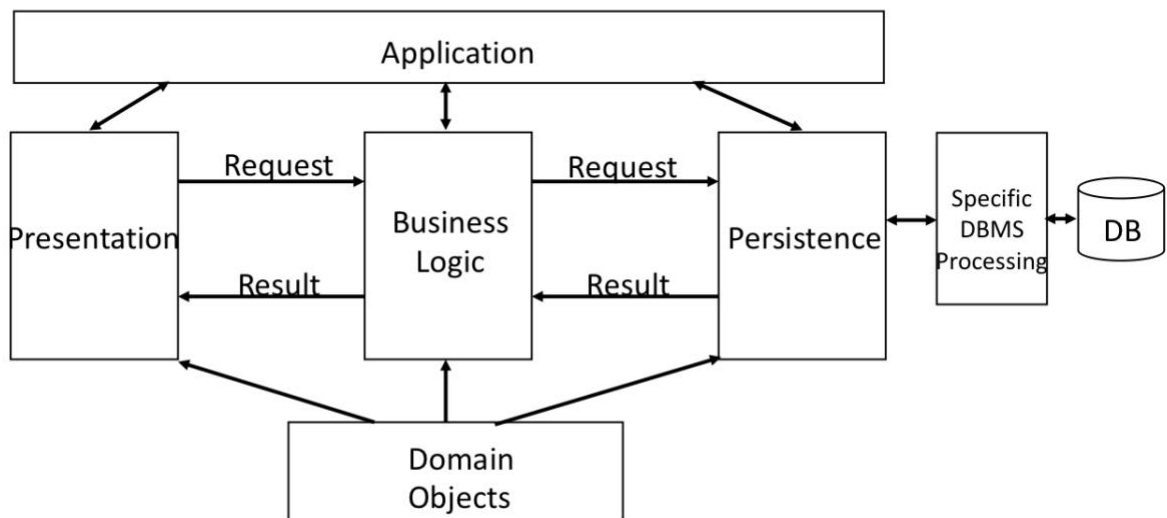 Application
Request
Request
Presentation
Business
Logic
Persistence
Specific
DBMS
Processing
DB
Result
Result
Domain
Objects